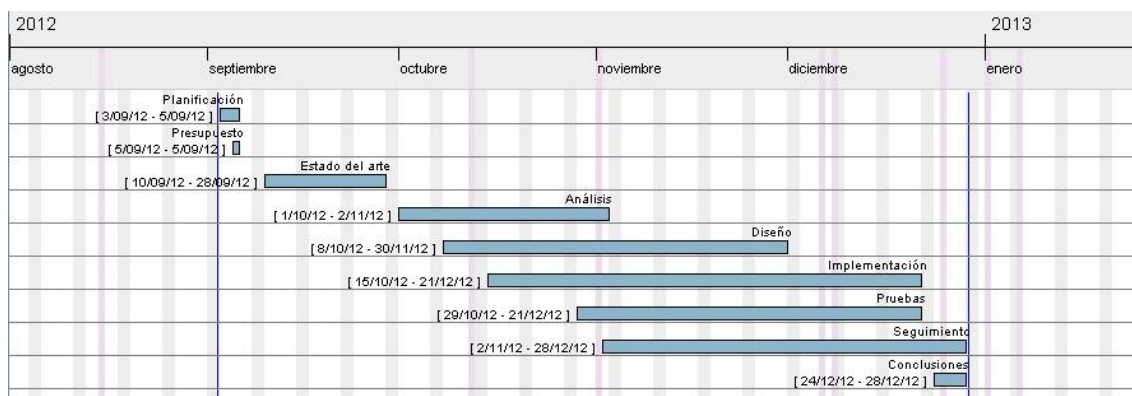 2012 2013
agosto septiembre octubre noviembre diciembre enero
Planificación
[ 3/09/12 - 5/09/12 ]
Presupuesto
[ 5/09/12 - 5/09/12 ]
Estado del arte
[ 10/09/12 - 28/09/12 ]
Análisis
[ 1/10/12 - 2/11/12 ]
Diseño
[ 8/10/12 - 30/11/12 ]
Implementación
[ 15/10/12 - 21/12/12 ]
Pruebas
[ 29/10/12 - 21/12/12 ]
Seguimiento
[ 2/11/12 - 28/12/12 ]
Conclusiones
[ 24/12/12 - 28/12/12 ]